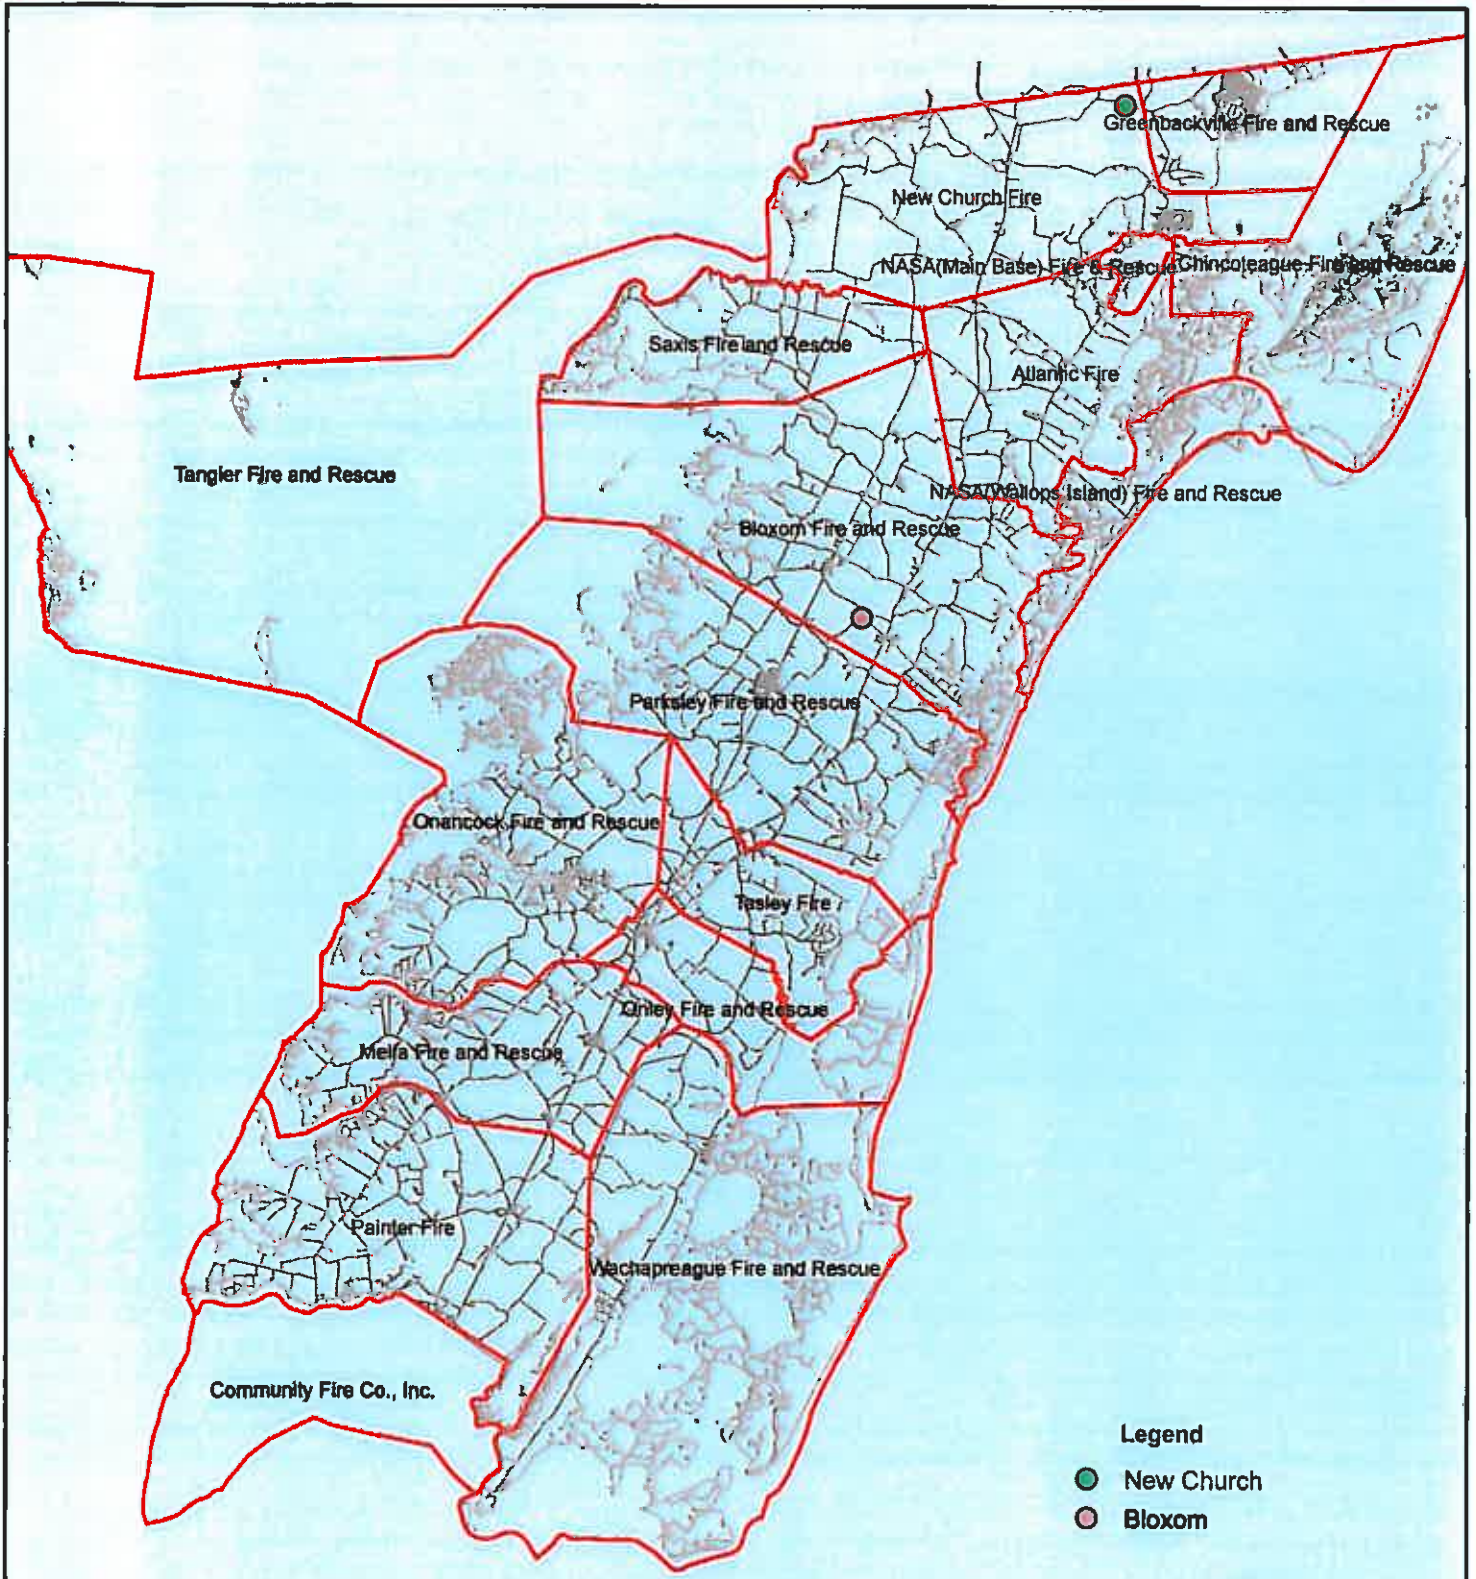 Greenbackville Fire and Rescue
New Church Fire
NASA(Main Base) Fire & Rescue
Chincoteague Fire and Rescue
Saxis Fire and Rescue
Atlantic Fire
Tangier Fire and Rescue
NASA(Wallops Island) Fire and Rescue
Bloxom Fire and Rescue
Parksley Fire and Rescue
Onancock Fire and Rescue
Tasley Fire
Onley Fire and Rescue
Melfa Fire and Rescue
Painter Fire
Wachapreague Fire and Rescue
Community Fire Co., Inc.
Legend
New Church
Bloxom